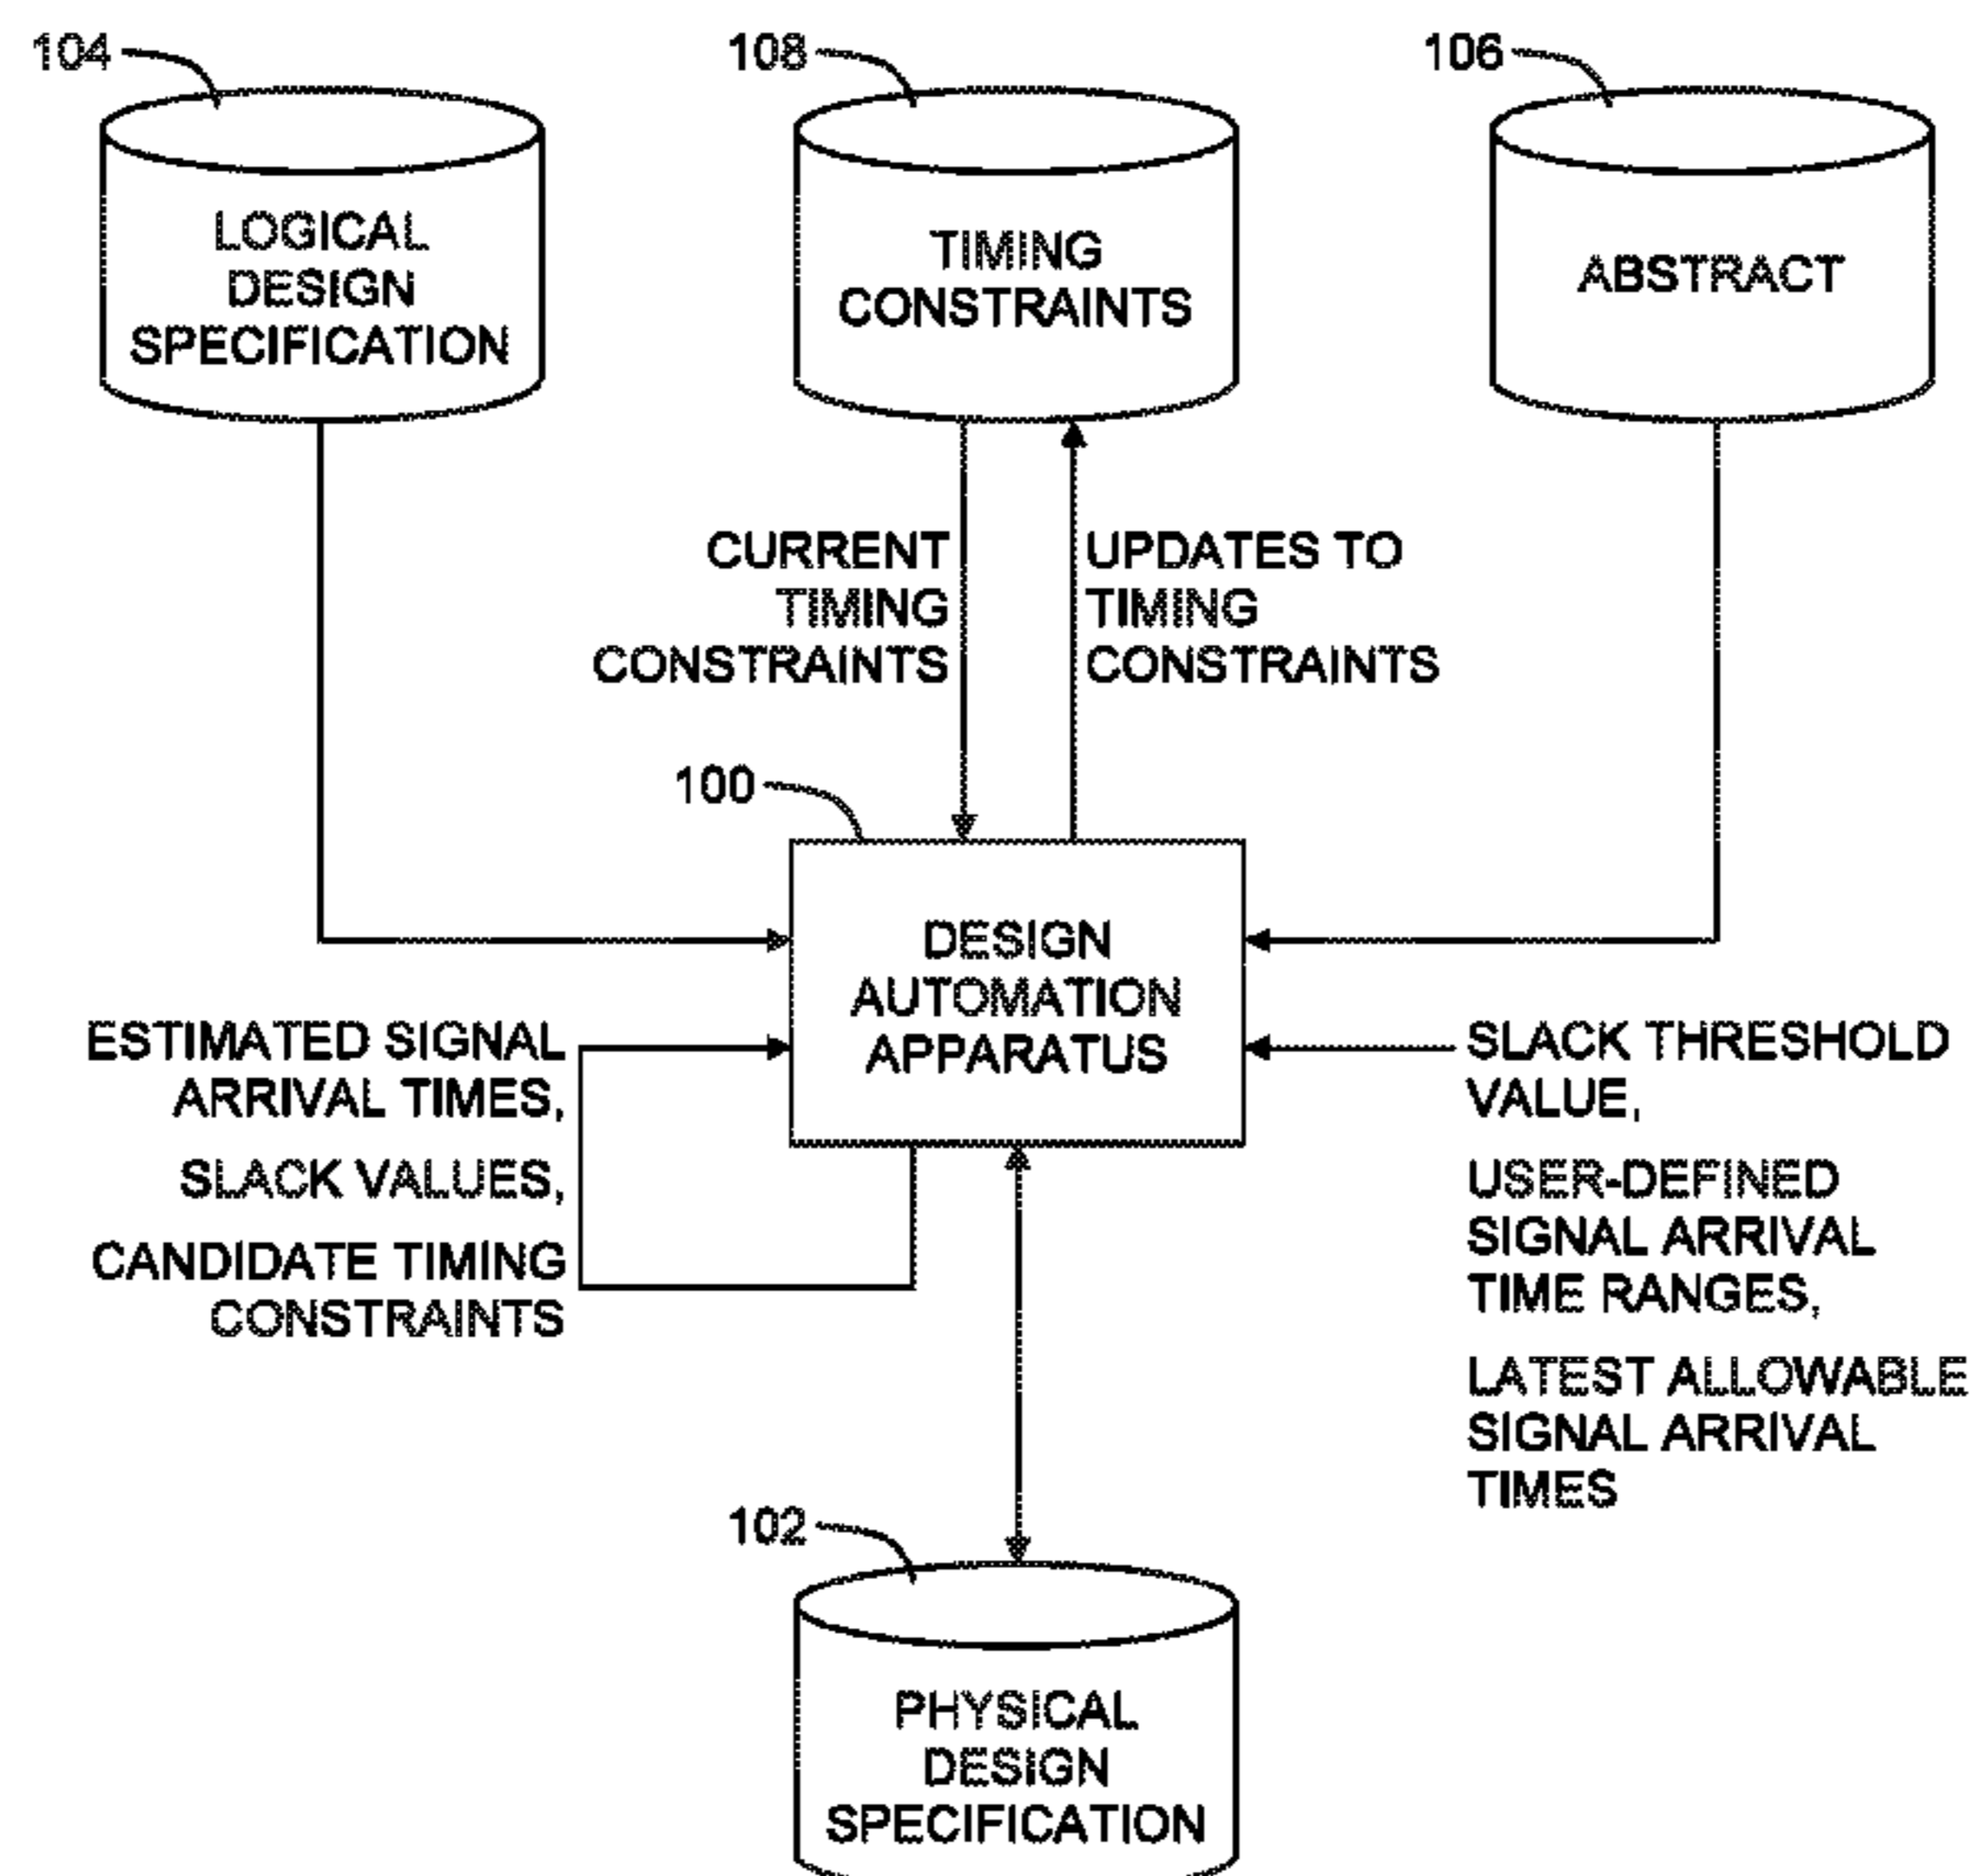 104
108
106
LOGICAL
DESIGN
SPECIFICATION
TIMING
CONSTRAINTS
ABSTRACT
CURRENT
TIMING
CONSTRAINTS
UPDATES TO
TIMING
CONSTRAINTS
100
DESIGN
AUTOMATION
APPARATUS
ESTIMATED SIGNAL
ARRIVAL TIMES,
SLACK VALUES,
CANDIDATE TIMING
CONSTRAINTS
SLACK THRESHOLD
VALUE,
USER-DEFINED
SIGNAL ARRIVAL
TIME RANGES,
LATEST ALLOWABLE
SIGNAL ARRIVAL
TIMES
102
PHYSICAL
DESIGN
SPECIFICATION